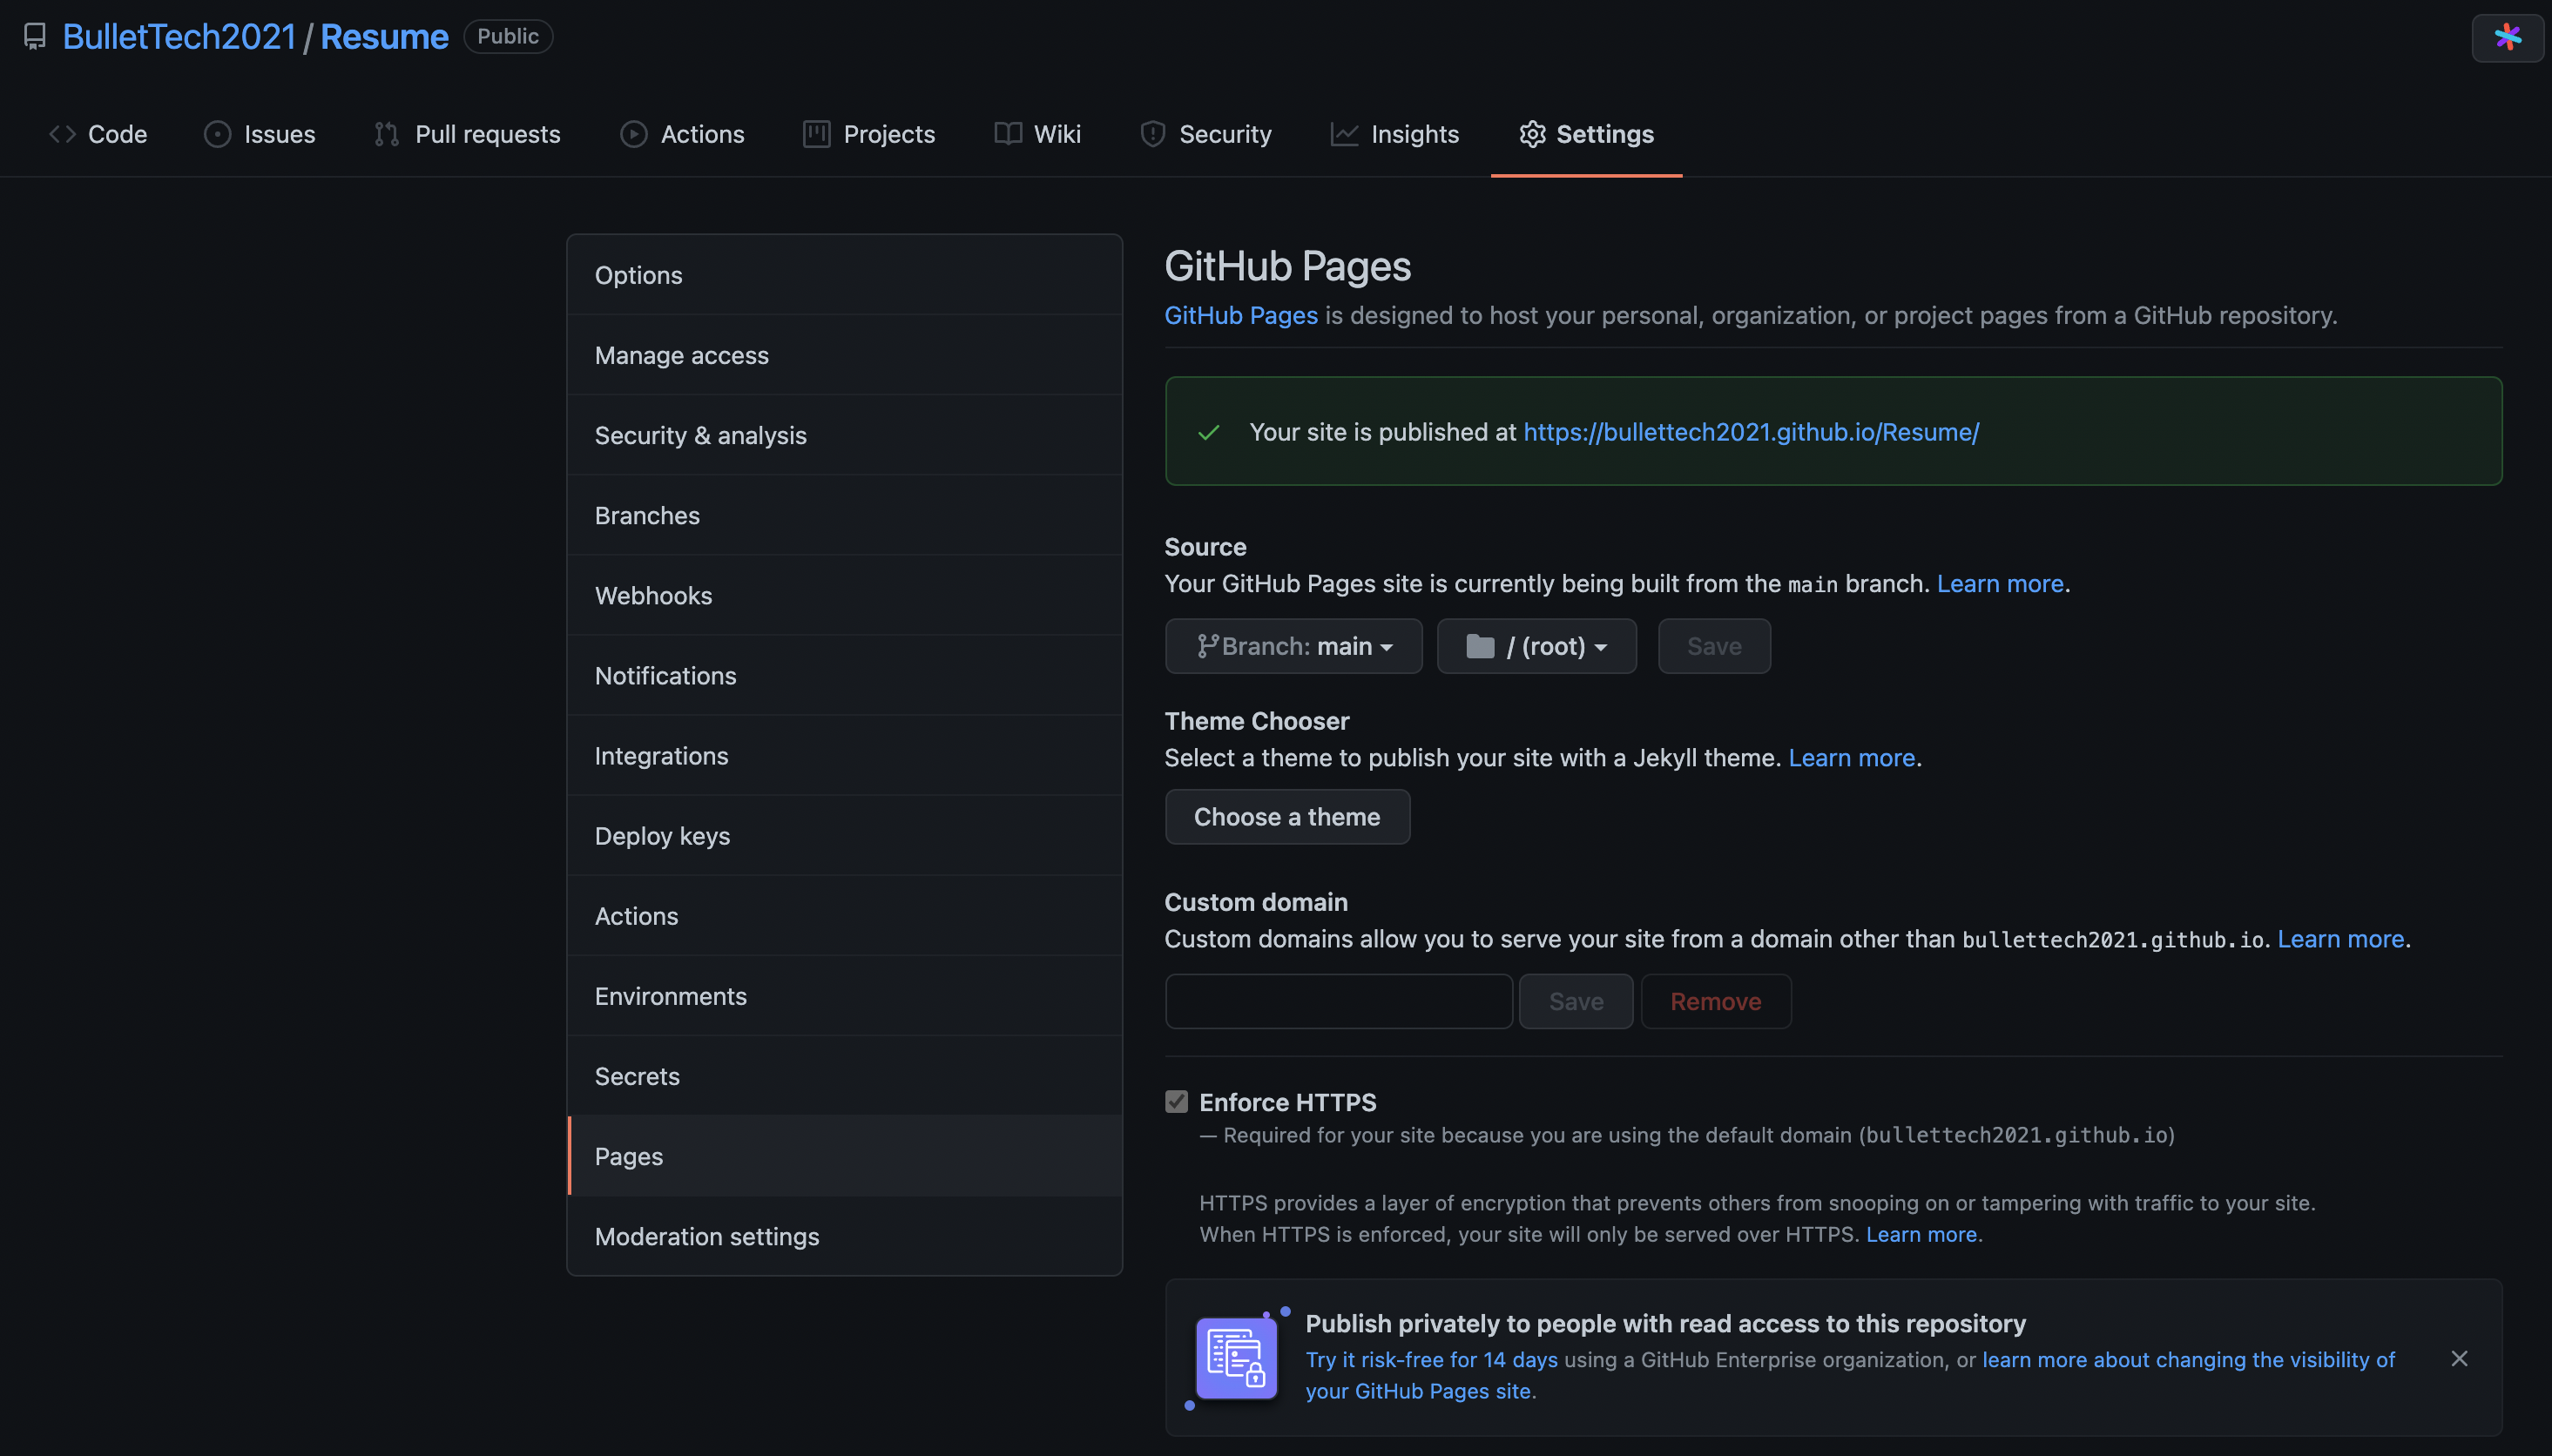 BulletTech2021 / Resume Public
Code Issues Pull requests Actions Projects Wiki Security Insights Settings
Options
Manage access
Security & analysis
Branches
Webhooks
Notifications
Integrations
Deploy keys
Actions
Environments
Secrets
Pages
Moderation settings
GitHub Pages
GitHub Pages is designed to host your personal, organization, or project pages from a GitHub repository.
Your site is published at https://bullettech2021.github.io/Resume/
Source
Your GitHub Pages site is currently being built from the main branch. Learn more.
Branch: main / (root) Save
Theme Chooser
Select a theme to publish your site with a Jekyll theme. Learn more.
Choose a theme
Custom domain
Custom domains allow you to serve your site from a domain other than bullettech2021.github.io. Learn more.
Save Remove
Enforce HTTPS
— Required for your site because you are using the default domain (bullettech2021.github.io)
HTTPS provides a layer of encryption that prevents others from snooping on or tampering with traffic to your site.
When HTTPS is enforced, your site will only be served over HTTPS. Learn more.
Publish privately to people with read access to this repository
Try it risk-free for 14 days using a GitHub Enterprise organization, or learn more about changing the visibility of
your GitHub Pages site.